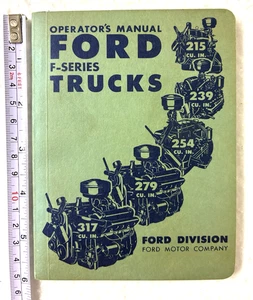 OPERATOR'S MANUAL
FORD
F-SERIES
TRUCKS
215
CU. IN.
239
CU. IN.
254
CU. IN.
279
CU. IN.
317
CU. IN.
FORD DIVISION
FORD MOTOR COMPANY